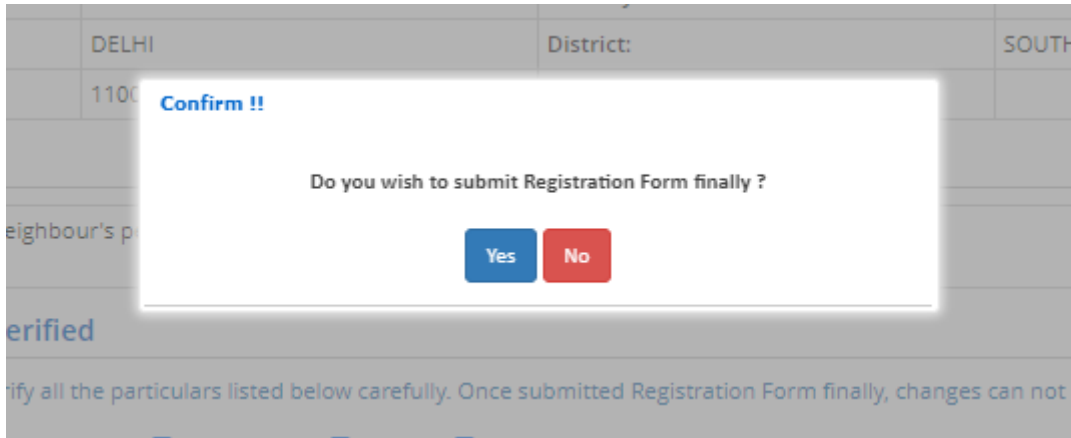 DELHI District: SOUTH
1100
Confirm !!
Do you wish to submit Registration Form finally ?
eighbour's p
Yes No
erified
rify all the particulars listed below carefully. Once submitted Registration Form finally, changes can not